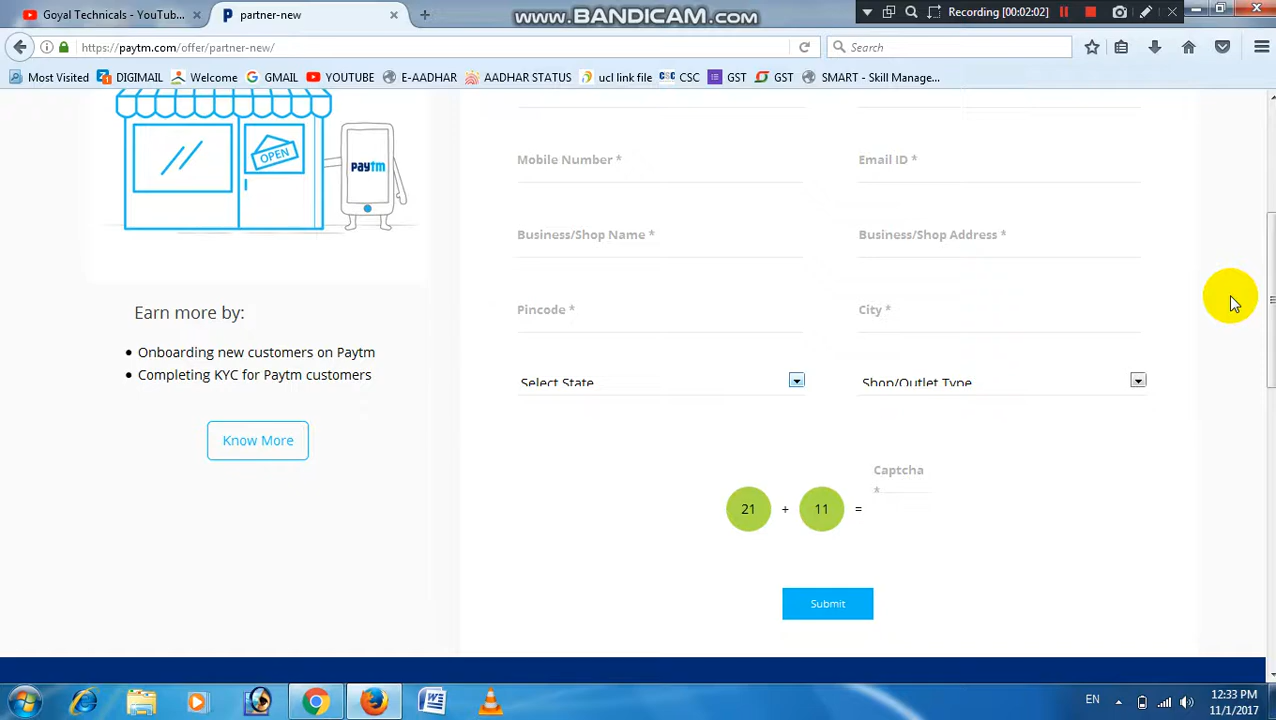 Goyal Technicals - YouTub...
partner-new
www.BANDICAM.com
Recording [00:02:02]
https://paytm.com/offer/partner-new/
Search
Most Visited
DIGIMAIL
Welcome
GMAIL
YOUTUBE
E-AADHAR
AADHAR STATUS
ucl link file
CSC
GST
GST
SMART - Skill Manage...
OPEN
paytm
Mobile Number *
Email ID *
Business/Shop Name *
Business/Shop Address *
Pincode *
City *
Select State
Shop/Outlet Type
Earn more by:
Onboarding new customers on Paytm
Completing KYC for Paytm customers
Know More
Captcha
*
21 + 11 =
Submit
EN
12:33 PM
11/1/2017